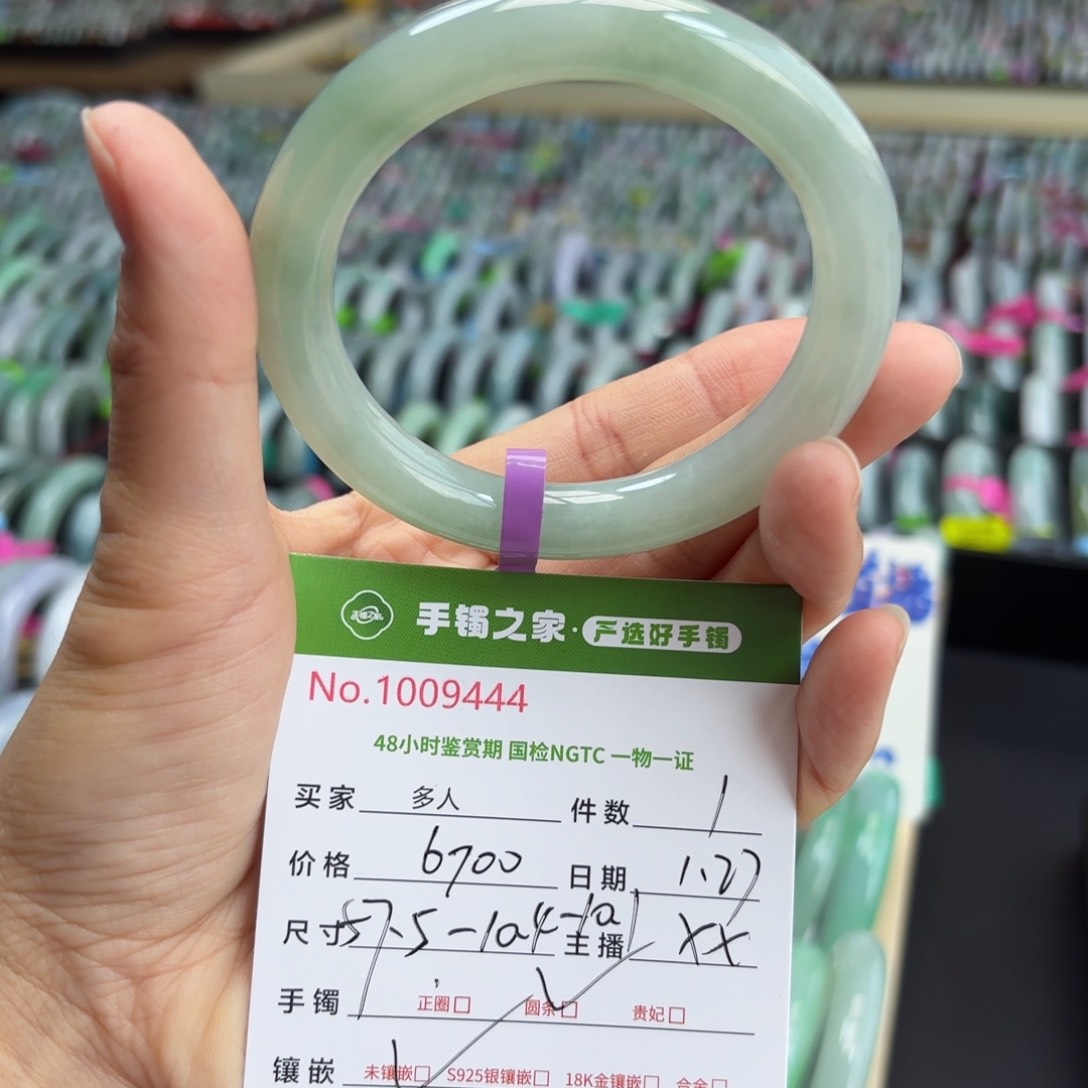 手镯之家·严选好手镯
No.1009444
48小时鉴赏期 国检NGTC 一物一证
买家 多人 件数 1
价格 6700 日期 1.27
尺寸 57.5-10.4-10.1 主播 XX
手镯 正圈□ 圆条□ 贵妃□
镶嵌 未镶嵌□ S925银镶嵌□ 18K金镶嵌□ 合金□